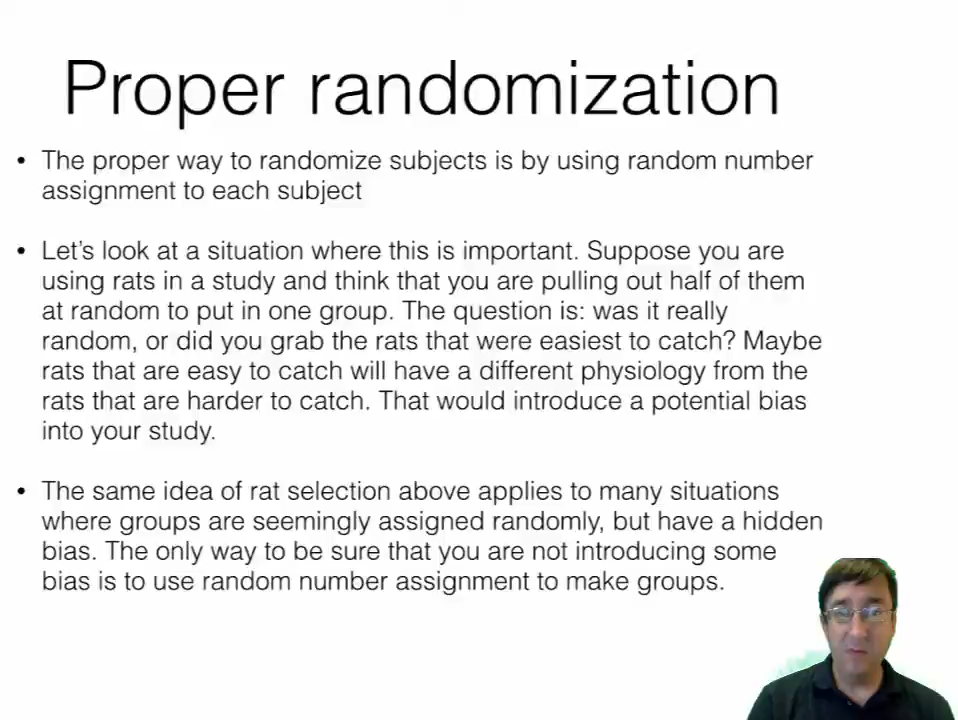 Proper randomization
• The proper way to randomize subjects is by using random number
assignment to each subject
• Let’s look at a situation where this is important. Suppose you are
using rats in a study and think that you are pulling out half of them
at random to put in one group. The question is: was it really
random, or did you grab the rats that were easiest to catch? Maybe
rats that are easy to catch will have a different physiology from the
rats that are harder to catch. That would introduce a potential bias
into your study.
• The same idea of rat selection above applies to many situations
where groups are seemingly assigned randomly, but have a hidden
bias. The only way to be sure that you are not introducing some
bias is to use random number assignment to make groups.